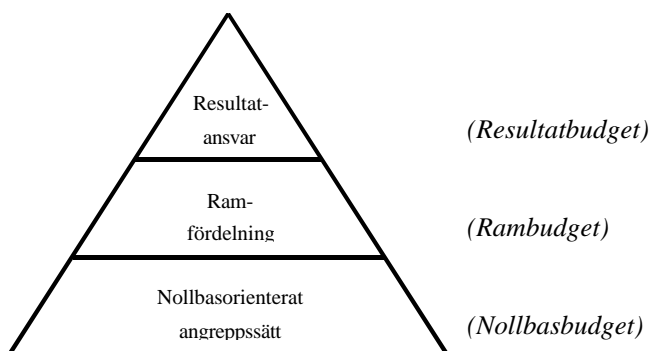 Resultat-
ansvar
(Resultatbudget)
Ram-
fördelning
(Rambudget)
Nollbasorienterat
angreppssätt
(Nollbasbudget)